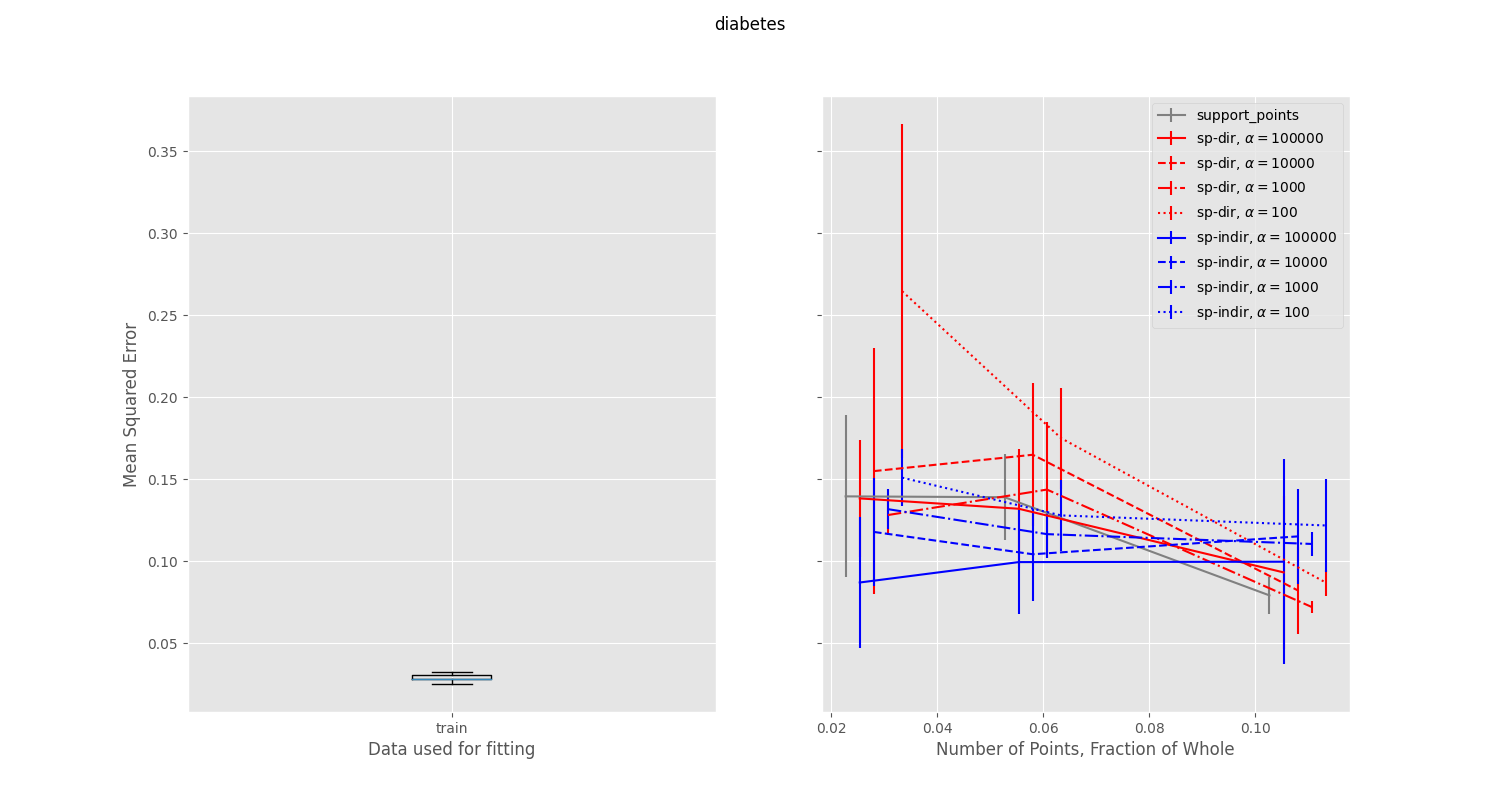 diabetes
Mean Squared Error
0.35
0.30
0.25
0.20
0.15
0.10
0.05
train
Data used for fitting
support_points
sp-dir, α = 100000
sp-dir, α = 10000
sp-dir, α = 1000
sp-dir, α = 100
sp-indir, α = 100000
sp-indir, α = 10000
sp-indir, α = 1000
sp-indir, α = 100
0.02 0.04 0.06 0.08 0.10
Number of Points, Fraction of Whole